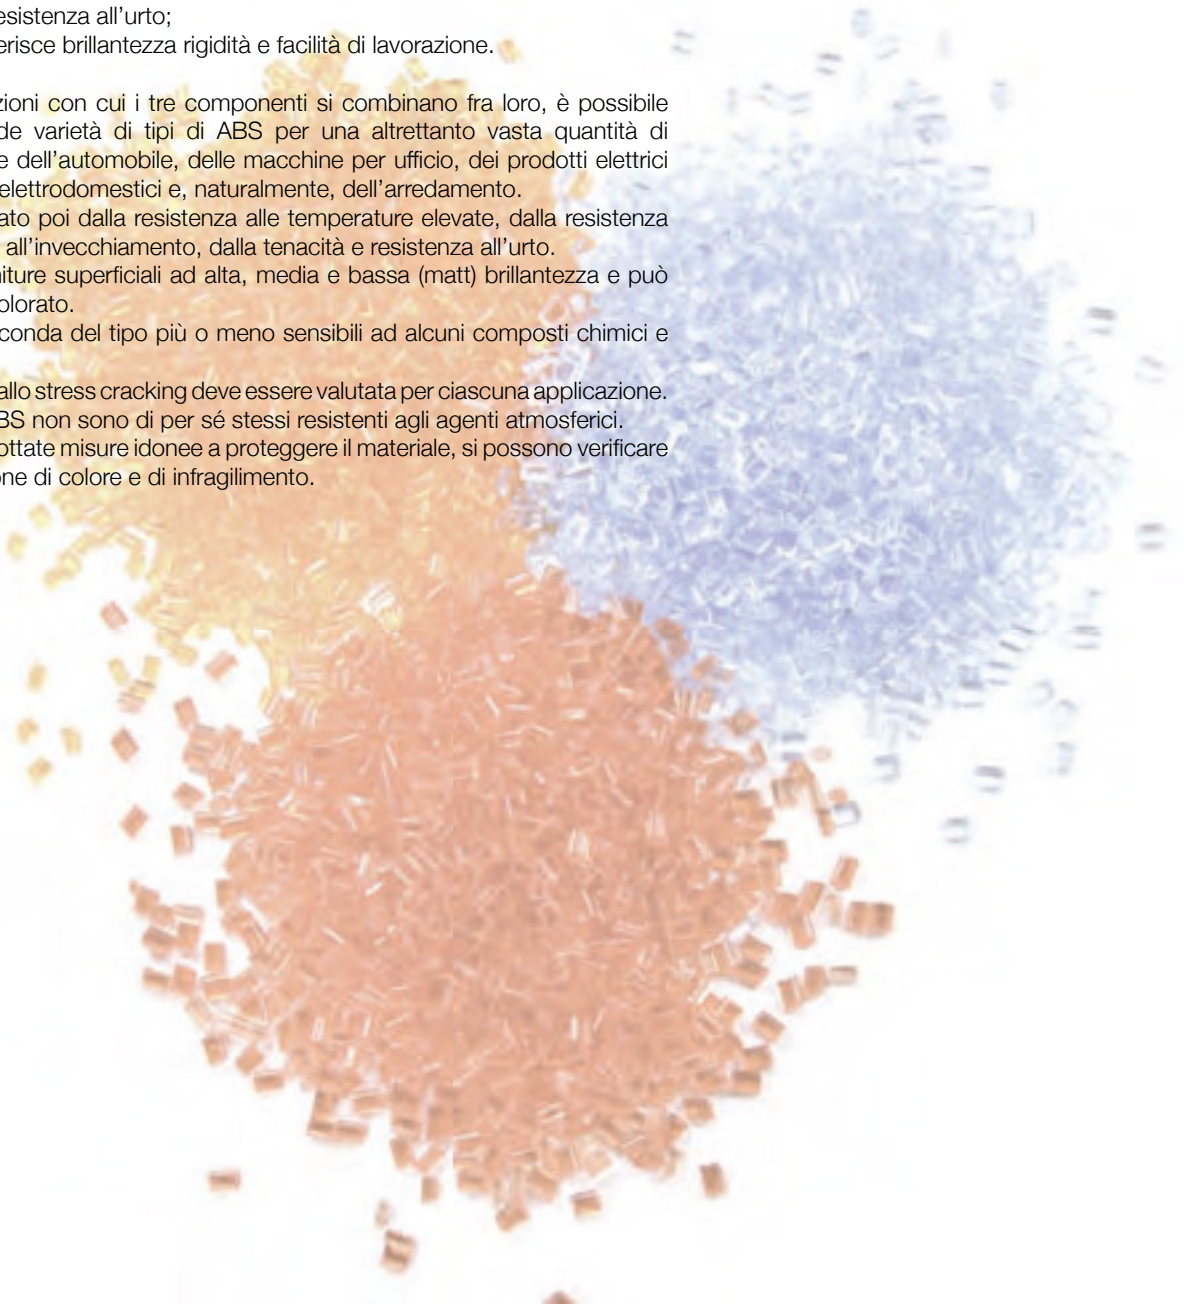 esistenza all'urto;
erisce brillantezza rigidità e facilità di lavorazione.
zioni con cui i tre componenti si combinano fra loro, è possibile
de varietà di tipi di ABS per una altrettanto vasta quantità di
e dell'automobile, delle macchine per ufficio, dei prodotti elettrici
elettrodomestici e, naturalmente, dell'arredamento.
ato poi dalla resistenza alle temperature elevate, dalla resistenza
all'invecchiamento, dalla tenacità e resistenza all'urto.
niture superficiali ad alta, media e bassa (matt) brillantezza e può
olorato.
conda del tipo più o meno sensibili ad alcuni composti chimici e
allo stress cracking deve essere valutata per ciascuna applicazione.
BS non sono di per sé stessi resistenti agli agenti atmosferici.
ottate misure idonee a proteggere il materiale, si possono verificare
one di colore e di infragilimento.